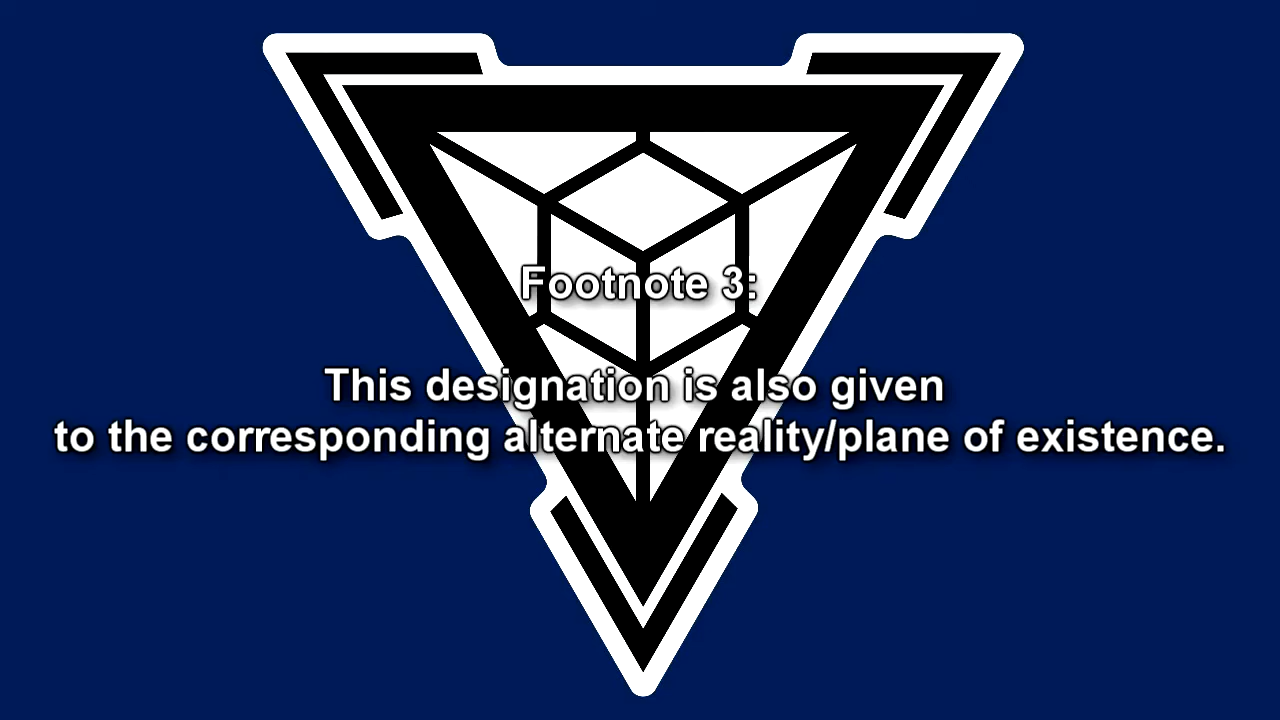 Footnote 3:
This designation is also given
to the corresponding alternate reality/plane of existence.